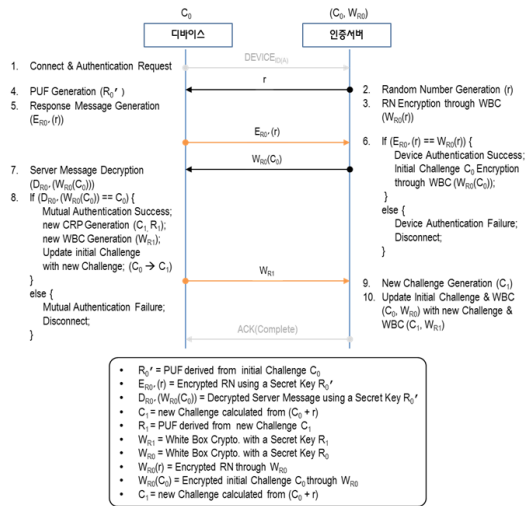 C₀
(C₀, W_R0)
디바이스
인증서버
DEVICE_ID(A)
1. Connect & Authentication Request
r
4. PUF Generation (R₀′ )
5. Response Message Generation
(E_R0′ (r))
2. Random Number Generation (r)
3. RN Encryption through WBC
(W_R0(r))
E_R0′ (r)
6. If (E_R0′ (r) == W_R0(r)) {
Device Authentication Success;
Initial Challenge C₀ Encryption
through WBC (W_R0(C₀));
}
else {
Device Authentication Failure;
Disconnect;
}
W_R0(C₀)
7. Server Message Decryption
(D_R0′ (W_R0(C₀)))
8. If (D_R0′ (W_R0(C₀)) == C₀) {
Mutual Authentication Success;
new CRP Generation (C₁, R₁);
new WBC Generation (W_R1);
Update initial Challenge
with new Challenge; (C₀ → C₁)
}
else {
Mutual Authentication Failure;
Disconnect;
}
W_R1
9. New Challenge Generation (C₁)
10. Update Initial Challenge & WBC
(C₀, W_R0) with new Challenge &
WBC (C₁, W_R1)
ACK(Complete)
• R₀′ = PUF derived from initial Challenge C₀
• E_R0′ (r) = Encrypted RN using a Secret Key R₀′
• D_R0′ (W_R0(C₀)) = Decrypted Server Message using a Secret Key R₀′
• C₁ = new Challenge calculated from (C₀ + r)
• R₁ = PUF derived from new Challenge C₁
• W_R1 = White Box Crypto. with a Secret Key R₁
• W_R0 = White Box Crypto. with a Secret Key R₀
• W_R0(r) = Encrypted RN through W_R0
• W_R0(C₀) = Encrypted initial Challenge C₀ through W_R0
• C₁ = new Challenge calculated from (C₀ + r)